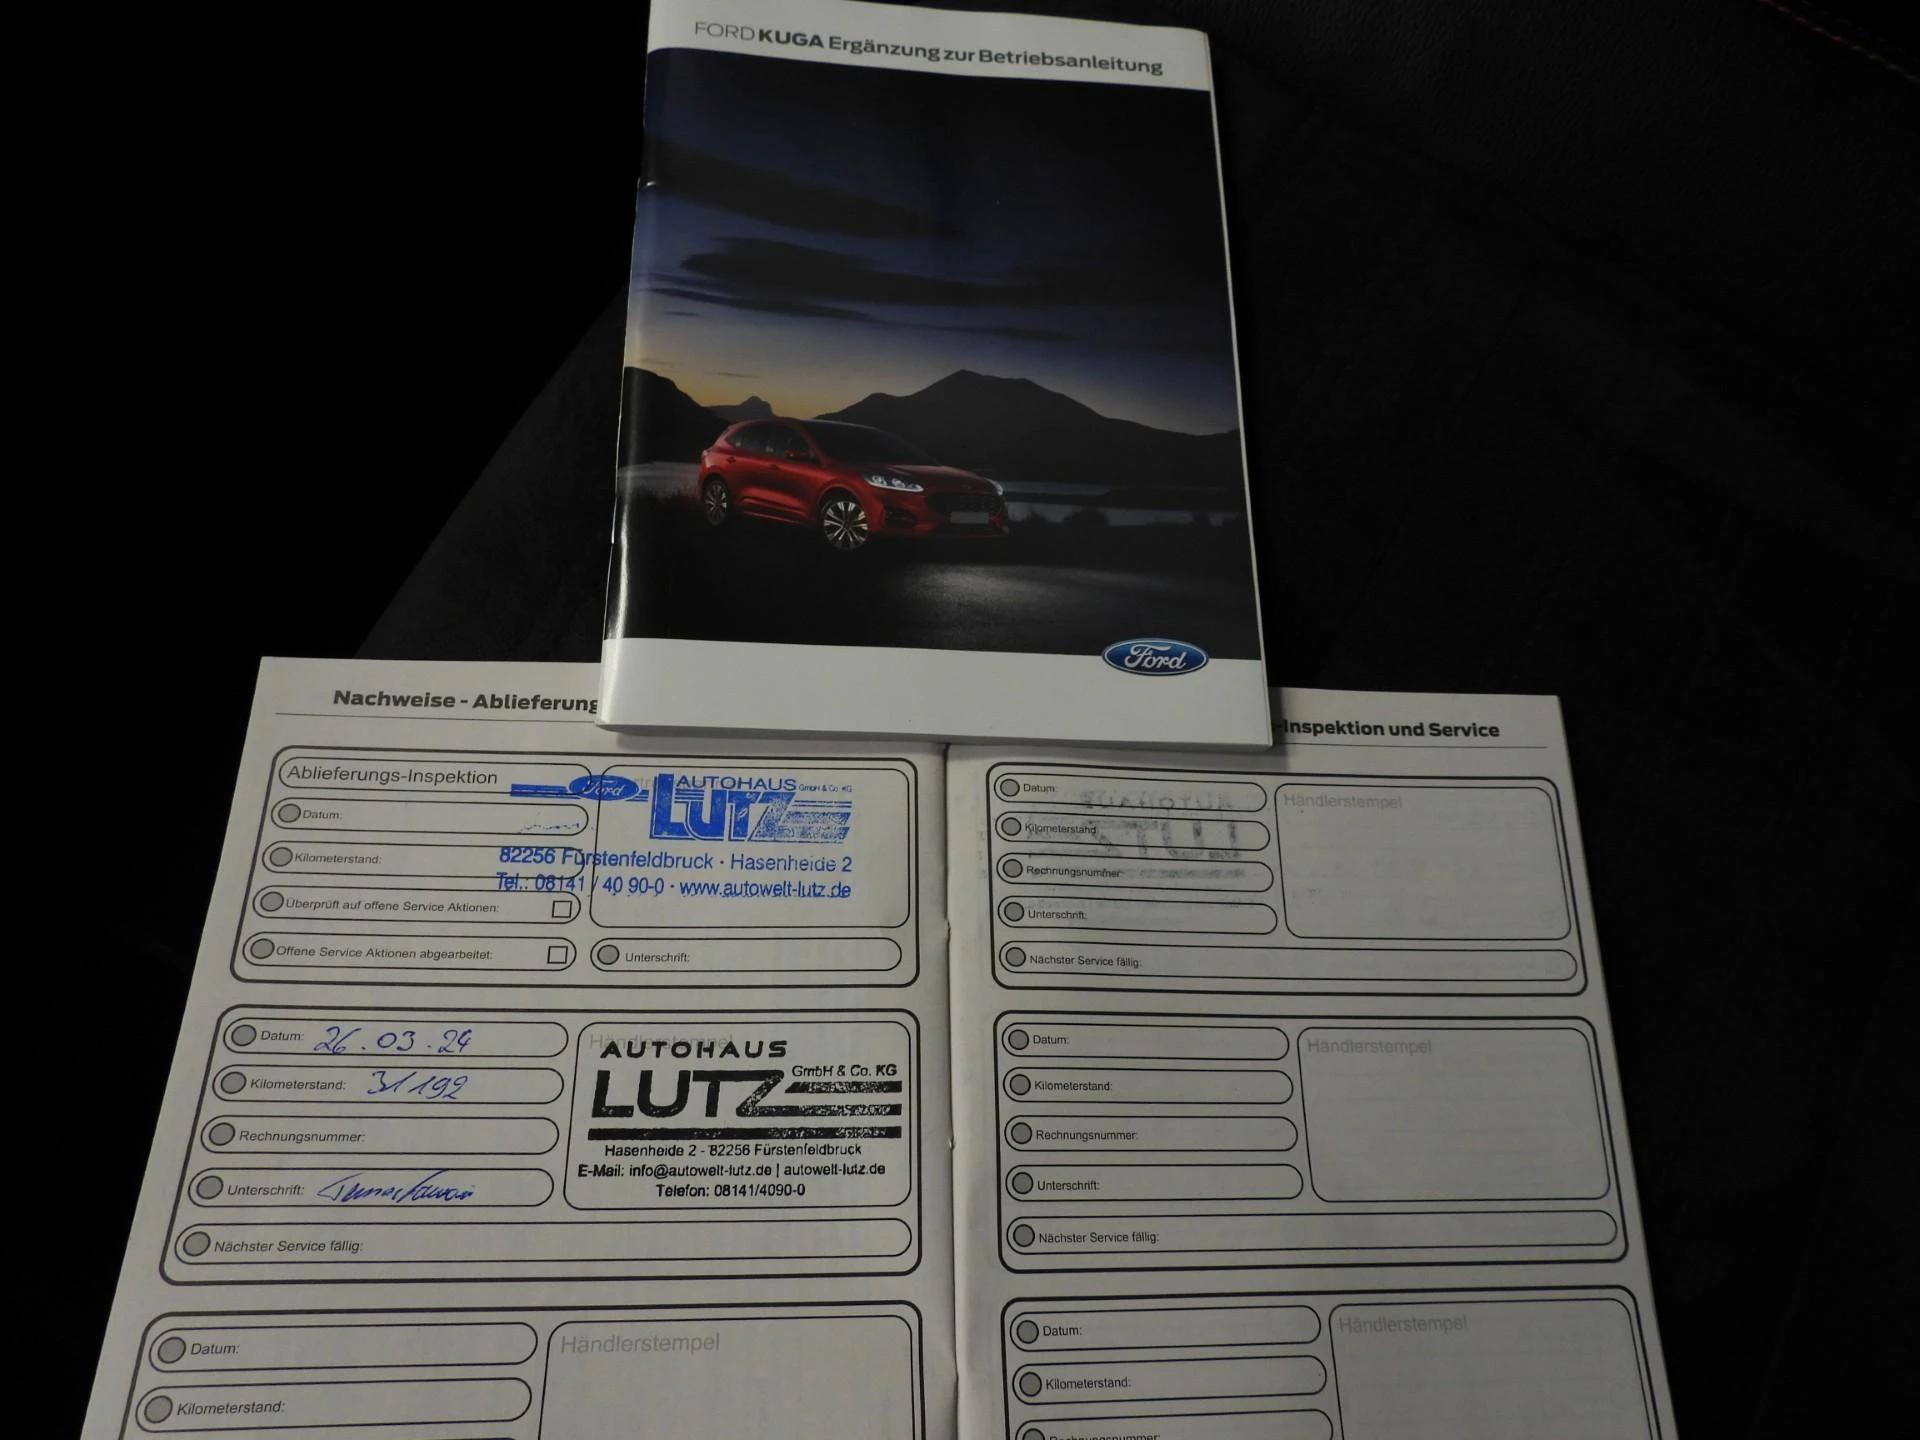 FORD KUGA Ergänzung zur Betriebsanleitung
Ford
Nachweise - Ablieferung
-Inspektion und Service
Ablieferungs-Inspektion
Datum:
Kilometerstand:
Überprüft auf offene Service Aktionen:
Offene Service Aktionen abgearbeitet:
Ford
AUTOHAUS GmbH & Co KG
LUTZ
82256 Fürstenfeldbruck · Hasenheide 2
Tel.: 08141 / 40 90-0 · www.autowelt-lutz.de
Unterschrift:
Datum: 26.03.24
Kilometerstand: 31192
Rechnungsnummer:
Unterschrift:
Nächster Service fällig:
Händlerstempel
AUTOHAUS
LUTZ GmbH & Co. KG
Hasenheide 2 - 82256 Fürstenfeldbruck
E-Mail: info@autowelt-lutz.de | autowelt-lutz.de
Telefon: 08141/4090-0
Datum:
Kilometerstand:
Händlerstempel
Datum:
Kilometerstand:
Rechnungsnummer:
Unterschrift:
Nächster Service fällig:
Händlerstempel
Datum:
Kilometerstand:
Rechnungsnummer:
Unterschrift:
Nächster Service fällig:
Händlerstempel
Datum:
Kilometerstand:
Rechnungsnummer:
Händlerstempel